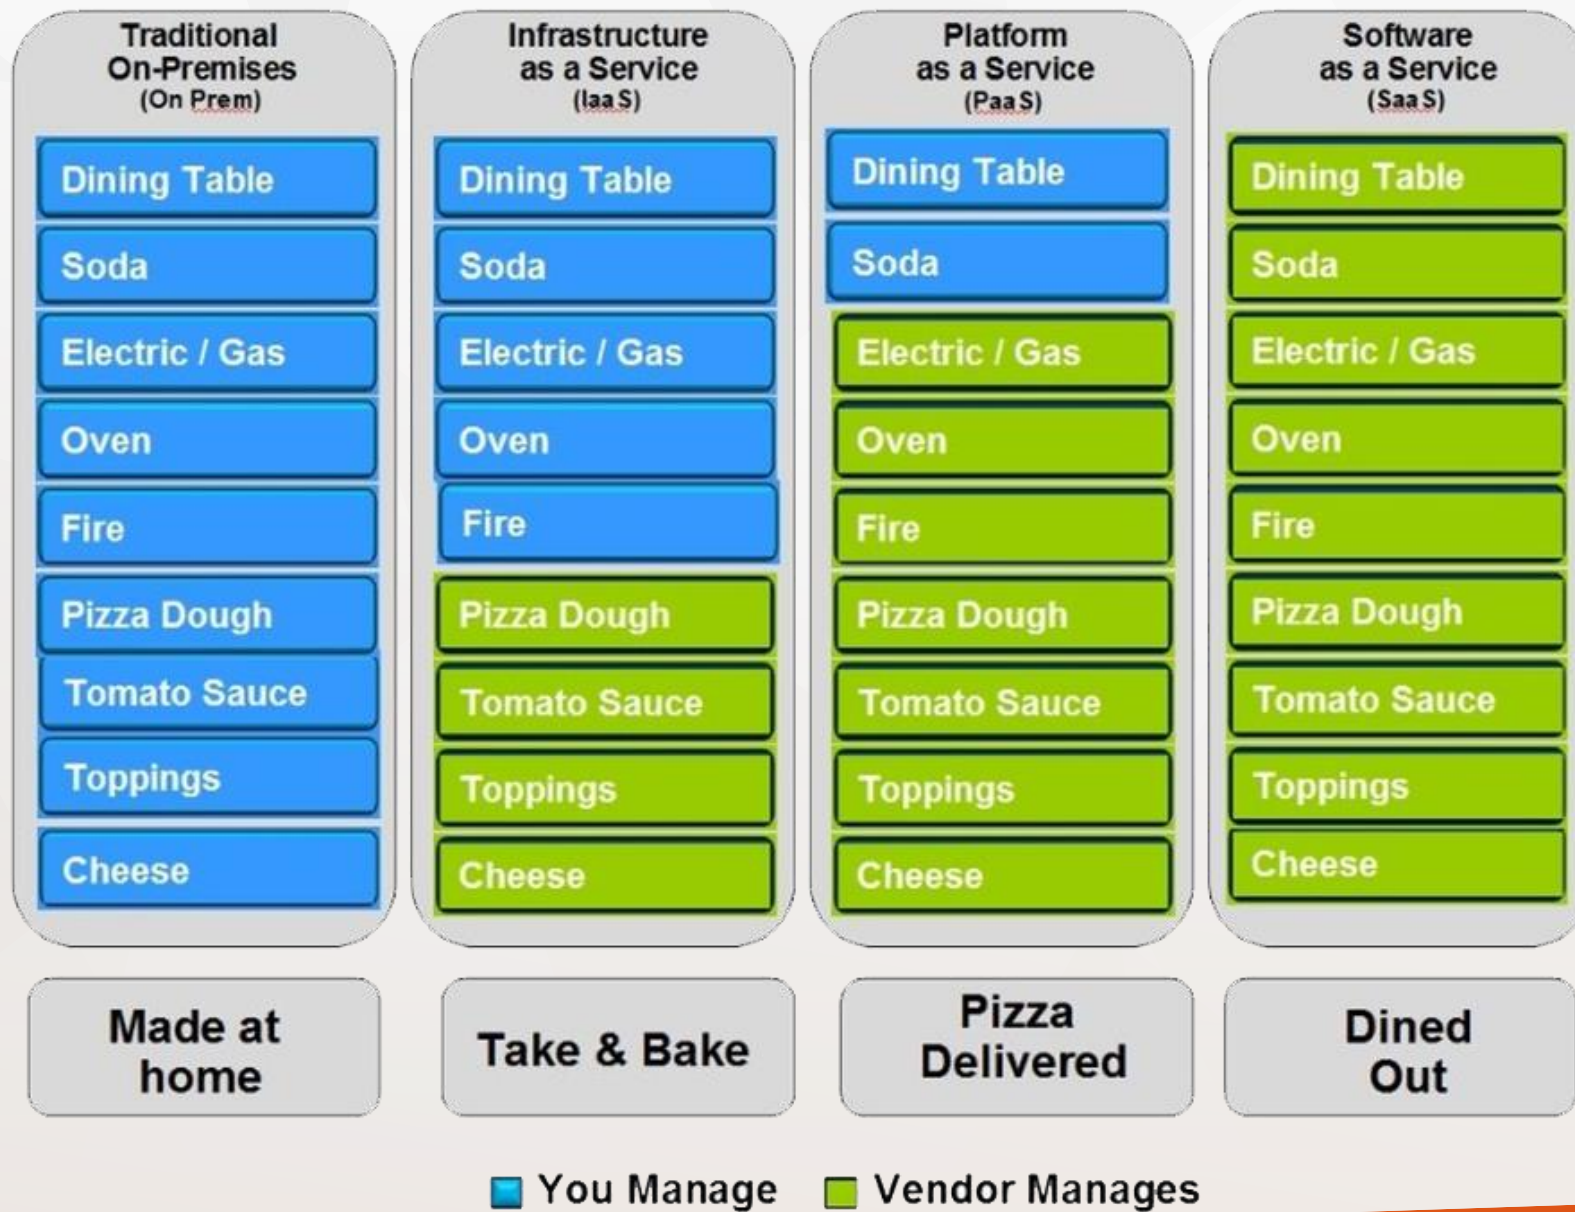 Traditional
On-Premises
(On Prem)
Dining Table
Soda
Electric / Gas
Oven
Fire
Pizza Dough
Tomato Sauce
Toppings
Cheese
Made at
home
Infrastructure
as a Service
(IaaS)
Dining Table
Soda
Electric / Gas
Oven
Fire
Pizza Dough
Tomato Sauce
Toppings
Cheese
Take & Bake
Platform
as a Service
(PaaS)
Dining Table
Soda
Electric / Gas
Oven
Fire
Pizza Dough
Tomato Sauce
Toppings
Cheese
Pizza
Delivered
Software
as a Service
(SaaS)
Dining Table
Soda
Electric / Gas
Oven
Fire
Pizza Dough
Tomato Sauce
Toppings
Cheese
Dined
Out
You Manage
Vendor Manages